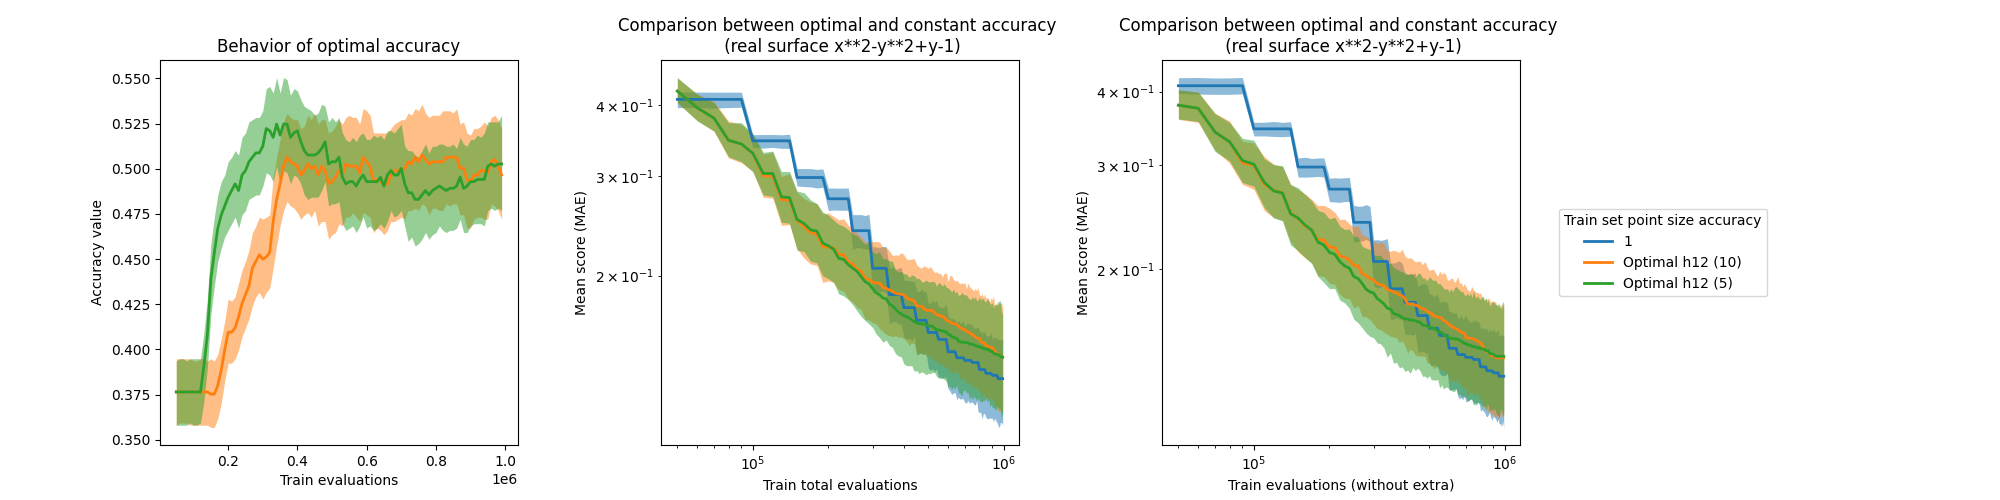 Behavior of optimal accuracy
0.550
0.525
0.500
0.475
0.450
0.425
0.400
0.375
0.350
Accuracy value
0.2
0.4
0.6
0.8
1.0
1e6
Train evaluations
Comparison between optimal and constant accuracy
(real surface x**2-y**2+y-1)
4 × 10⁻¹
3 × 10⁻¹
2 × 10⁻¹
Mean score (MAE)
10⁵
10⁶
Train total evaluations
Comparison between optimal and constant accuracy
(real surface x**2-y**2+y-1)
4 × 10⁻¹
3 × 10⁻¹
2 × 10⁻¹
Mean score (MAE)
10⁵
10⁶
Train evaluations (without extra)
Train set point size accuracy
1
Optimal h12 (10)
Optimal h12 (5)